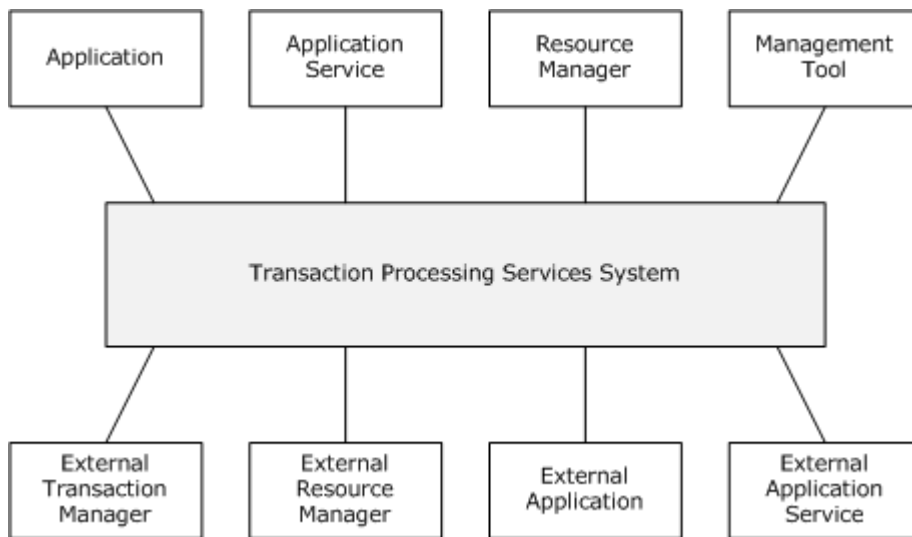 Application
Application
Service
Resource
Manager
Management
Tool
Transaction Processing Services System
External
Transaction
Manager
External
Resource
Manager
External
Application
External
Application
Service